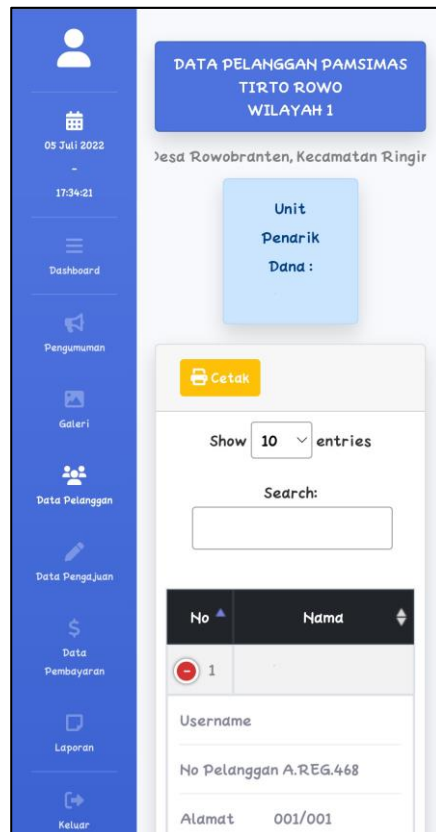 05 Juli 2022
-
17:34:21
Dashboard
Pengumuman
Galeri
Data Pelanggan
Data Pengajuan
Data
Pembayaran
Laporan
Keluar
DATA PELANGGAN PAMSIMAS
TIRTO ROWO
WILAYAH 1
Desa Rowobranten, Kecamatan Ringin
Unit
Penarik
Dana :
Cetak
Show 10 entries
Search:
No Nama
1
Username
No Pelanggan A.REG.468
Alamat 001/001